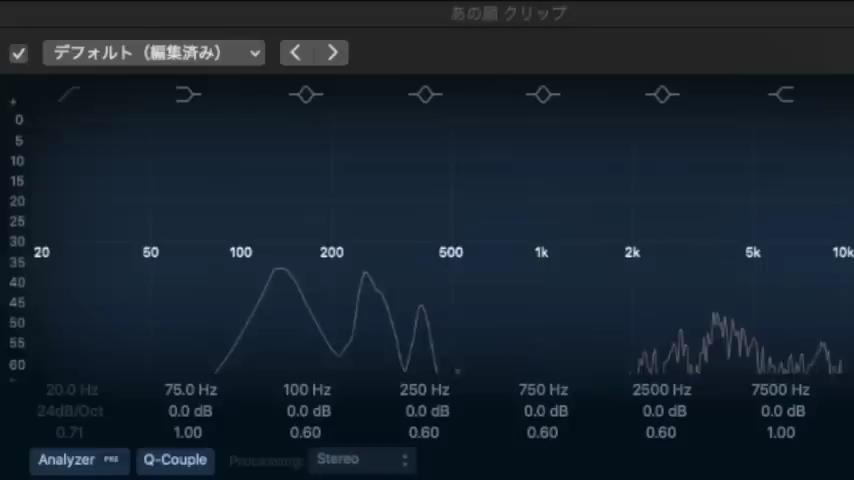 あの扉 クリップ
デフォルト（編集済み）
+
0
5
10
15
20
25
30
35
40
45
50
55
60
-
20 50 100 200 500 1k 2k 5k 10k
20.0 Hz 75.0 Hz 100 Hz 250 Hz 750 Hz 2500 Hz 7500 Hz
24dB/Oct 0.0 dB 0.0 dB 0.0 dB 0.0 dB 0.0 dB 0.0 dB
0.71 1.00 0.60 0.60 0.60 0.60 1.00
Analyzer PRE Q-Couple Processing: Stereo